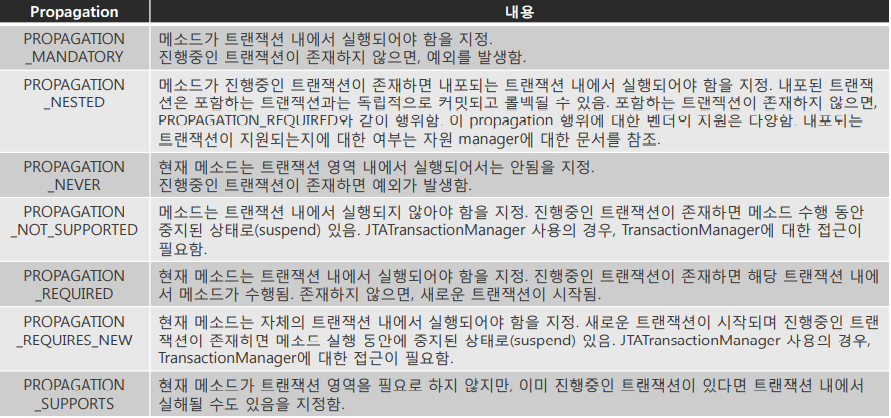 Propagation 내용
PROPAGATION
_MANDATORY
메소드가 트랜잭션 내에서 실행되어야 함을 지정.
진행중인 트랜잭션이 존재하지 않으면, 예외를 발생함.
PROPAGATION
_NESTED
메소드가 진행중인 트랜잭션이 존재하면 내포되는 트랜잭션 내에서 실행되어야 함을 지정. 내포된 트랜잭
션은 포함하는 트랜젝션과는 독립적으로 커밋되고 롤백될 수 있음. 포함하는 트랜젝션이 존재하지 않으면,
PROPAGATION_REQUIRED와 같이 행위함. 이 propagation 행위에 대한 벤더의 지원은 다양함. 내포되는
트랜잭션이 지원되는지에 대한 여부는 자원 manager에 대한 문서를 참조.
PROPAGATION
_NEVER
현재 메소드는 트랜잭션 영역 내에서 실행되어서는 안됨을 지정.
진행중인 트랜잭션이 존재하면 예외가 발생함.
PROPAGATION
_NOT_SUPPORTED
메소드는 트랜잭션 내에서 실행되지 않아야 함을 지정. 진행중인 트랜잭션이 존재하면 메소드 수행 동안
중지된 상태로(suspend) 있음. JTATransactionManager 사용의 경우, TransactionManager에 대한 접근이
필요함.
PROPAGATION
_REQUIRED
현재 메소드는 트랜잭션 내에서 실행되어야 함을 지정. 진행중인 트랜잭션이 존재하면 해당 트랜잭션 내에
서 메소드가 수행됨. 존재하지 않으면, 새로운 트랜잭션이 시작됨.
PROPAGATION
_REQUIRES_NEW
현재 메소드는 자체의 트랜잭션 내에서 실행되어야 함을 지정. 새로운 트랜잭션이 시작되며 진행중인 트랜
잭션이 존재하면 메소드 실행 동안에 중지된 상태로(suspend) 있음. JTATransactionManager 사용의 경우,
TransactionManager에 대한 접근이 필요함.
PROPAGATION
_SUPPORTS
현재 메소드가 트랜잭션 영역을 필요로 하지 않지만, 이미 진행중인 트랜잭션이 있다면 트랜잭션 내에서
실해될 수도 있음을 지정함.